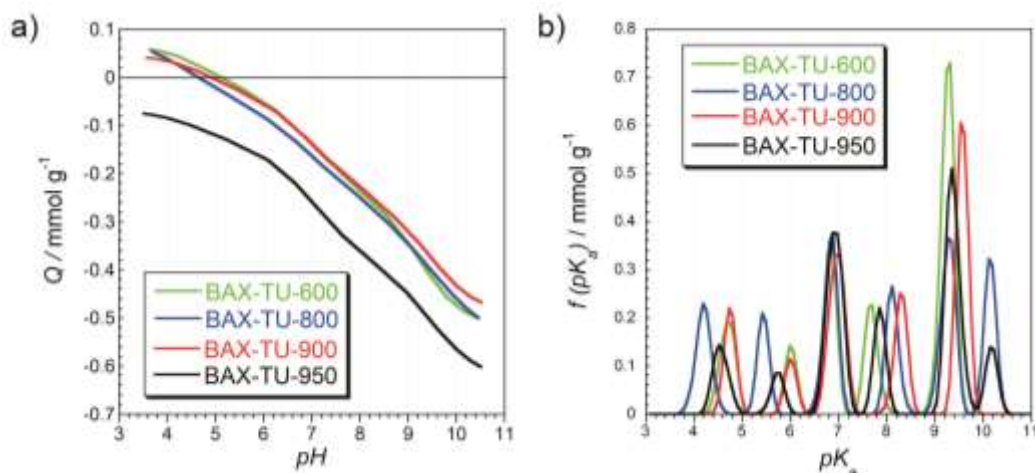 a)
Q / mmol g⁻¹
0.1
0
-0.1
-0.2
-0.3
-0.4
-0.5
-0.6
-0.7
BAX-TU-600
BAX-TU-800
BAX-TU-900
BAX-TU-950
3 4 5 6 7 8 9 10 11
pH
b)
f (pKₐ) / mmol g⁻¹
0.8
0.7
0.6
0.5
0.4
0.3
0.2
0.1
0
BAX-TU-600
BAX-TU-800
BAX-TU-900
BAX-TU-950
3 4 5 6 7 8 9 10 11
pKₐ